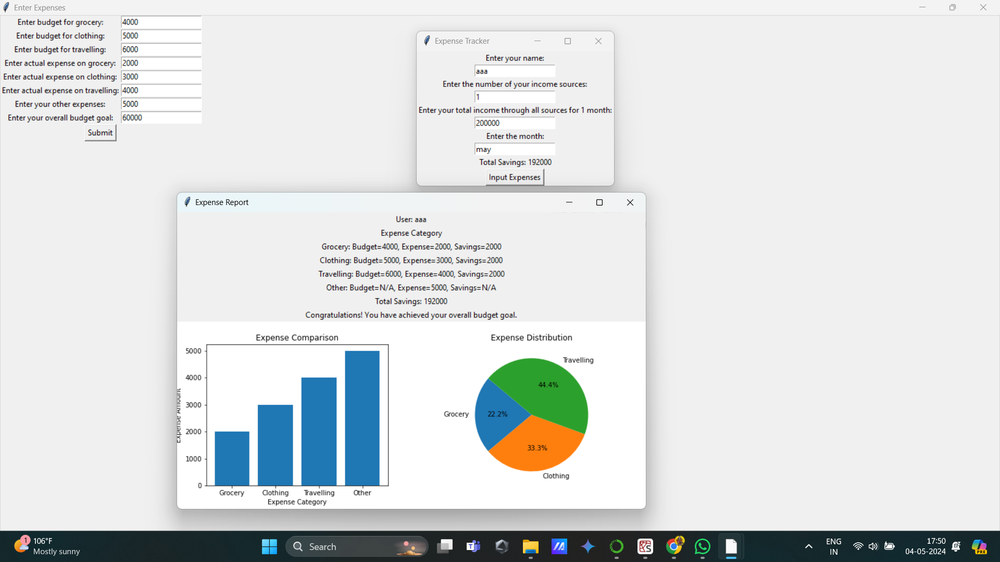 Enter Expenses
Enter budget for grocery: 4000
Enter budget for clothing: 5000
Enter budget for travelling: 6000
Enter actual expense on grocery: 2000
Enter actual expense on clothing: 3000
Enter actual expense on travelling: 4000
Enter your other expenses: 5000
Enter your overall budget goal: 60000
Submit
Expense Tracker
Enter your name:
aaa
Enter the number of your income sources:
1
Enter your total income through all sources for 1 month:
200000
Enter the month:
may
Total Savings: 192000
Input Expenses
Expense Report
User: aaa
Expense Category
Grocery: Budget=4000, Expense=2000, Savings=2000
Clothing: Budget=5000, Expense=3000, Savings=2000
Travelling: Budget=6000, Expense=4000, Savings=2000
Other: Budget=N/A, Expense=5000, Savings=N/A
Total Savings: 192000
Congratulations! You have achieved your overall budget goal.
Expense Comparison
5000
4000
3000
2000
1000
0
Expense Amount
Grocery Clothing Travelling Other
Expense Category
Expense Distribution
Travelling
44.4%
Grocery
22.2%
33.3%
Clothing
1
106°F
Mostly sunny
Search
ENG
IN
17:50
04-05-2024
PRE